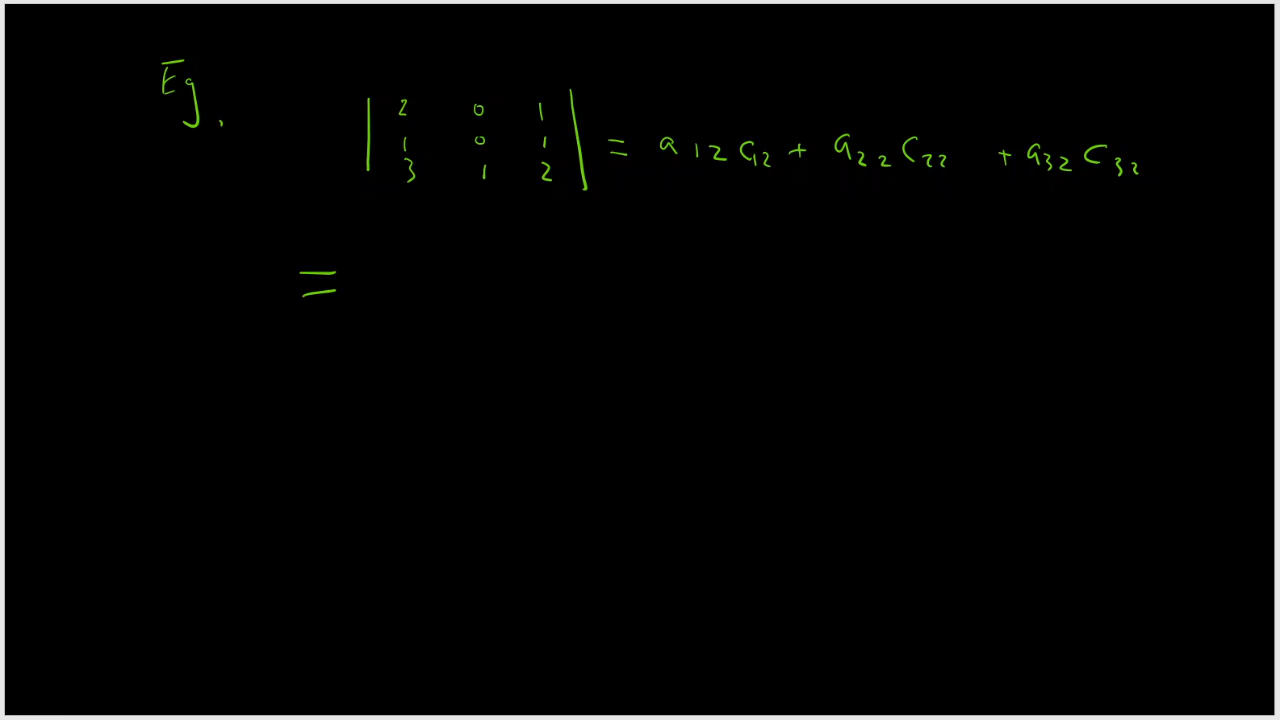 Eg.
| 2 0 1 |
| 1 0 1 | = a12 C12 + a22 C22 + a32 C32
| 3 1 2 |
=